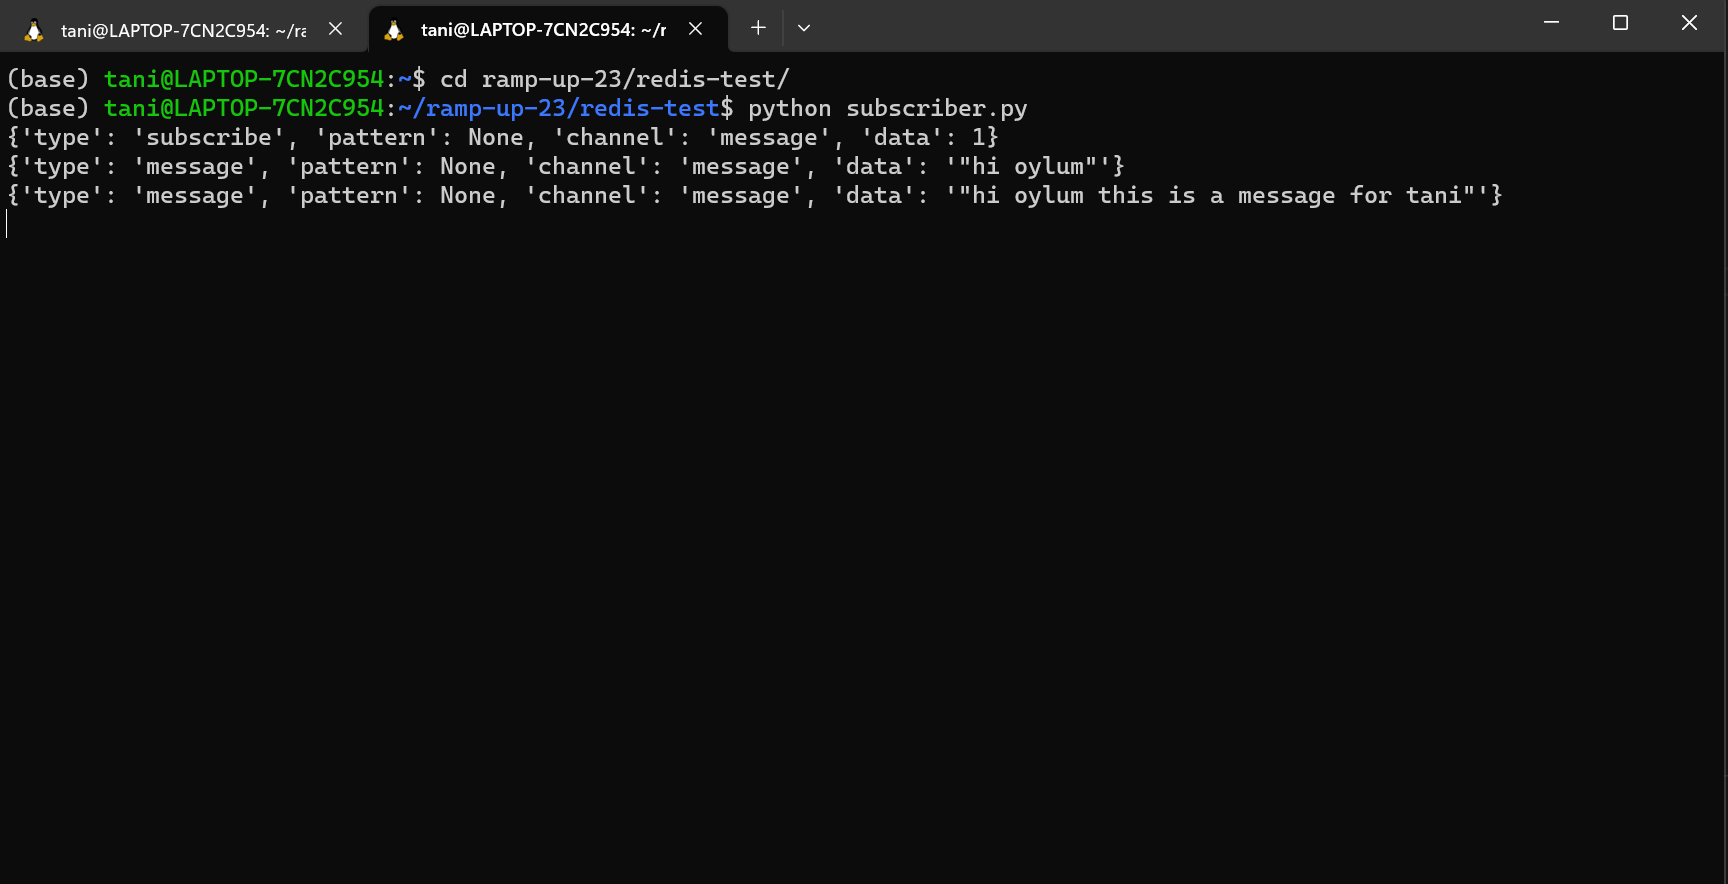 tani@LAPTOP-7CN2C954: ~/ra
tani@LAPTOP-7CN2C954: ~/r
(base) tani@LAPTOP-7CN2C954:~$ cd ramp-up-23/redis-test/
(base) tani@LAPTOP-7CN2C954:~/ramp-up-23/redis-test$ python subscriber.py
{'type': 'subscribe', 'pattern': None, 'channel': 'message', 'data': 1}
{'type': 'message', 'pattern': None, 'channel': 'message', 'data': '"hi oylum"'}
{'type': 'message', 'pattern': None, 'channel': 'message', 'data': '"hi oylum this is a message for tani"'}